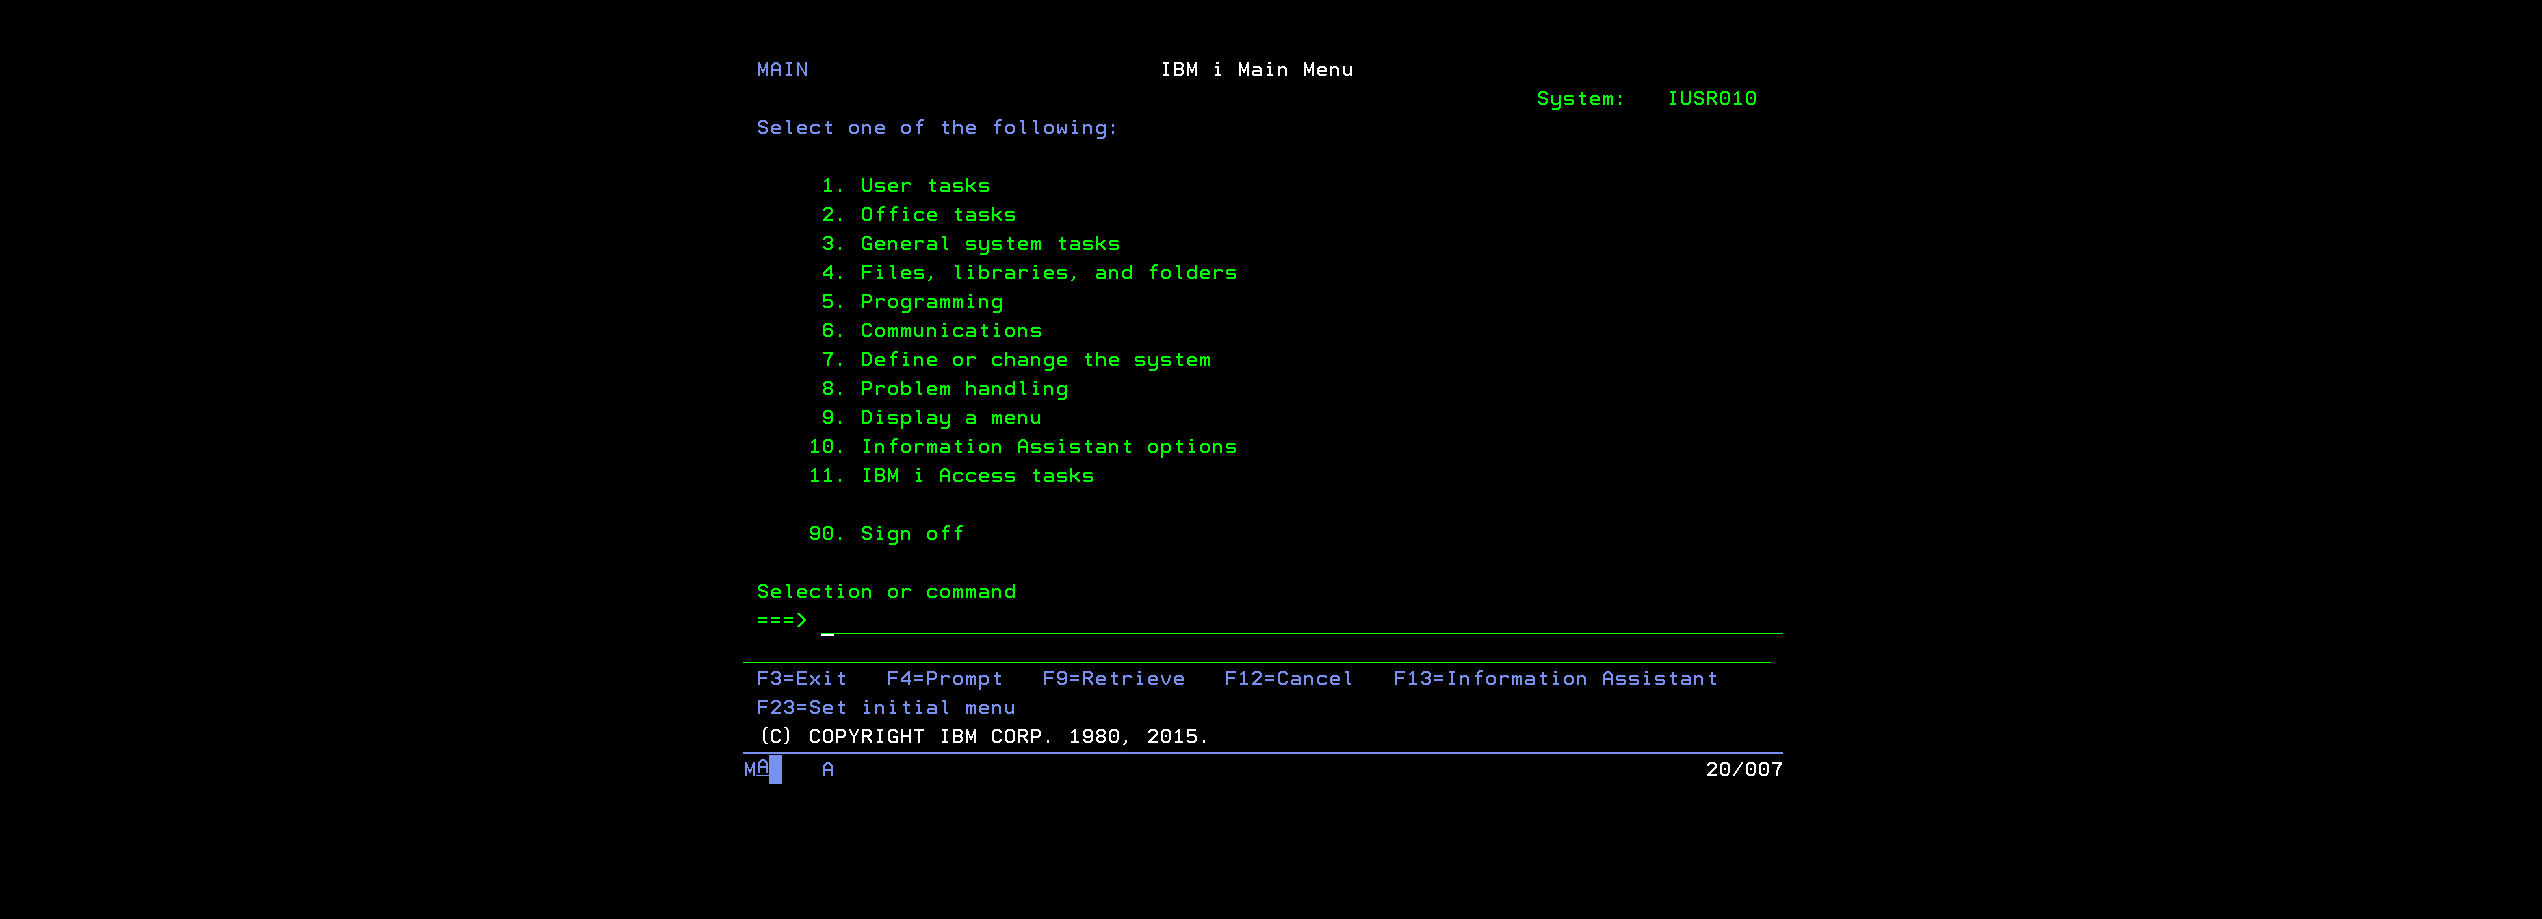 MAIN IBM i Main Menu
System: IUSR010
Select one of the following:
1. User tasks
2. Office tasks
3. General system tasks
4. Files, libraries, and folders
5. Programming
6. Communications
7. Define or change the system
8. Problem handling
9. Display a menu
10. Information Assistant options
11. IBM i Access tasks
90. Sign off
Selection or command
===>
F3=Exit F4=Prompt F9=Retrieve F12=Cancel F13=Information Assistant
F23=Set initial menu
(C) COPYRIGHT IBM CORP. 1980, 2015.
MA A 20/007